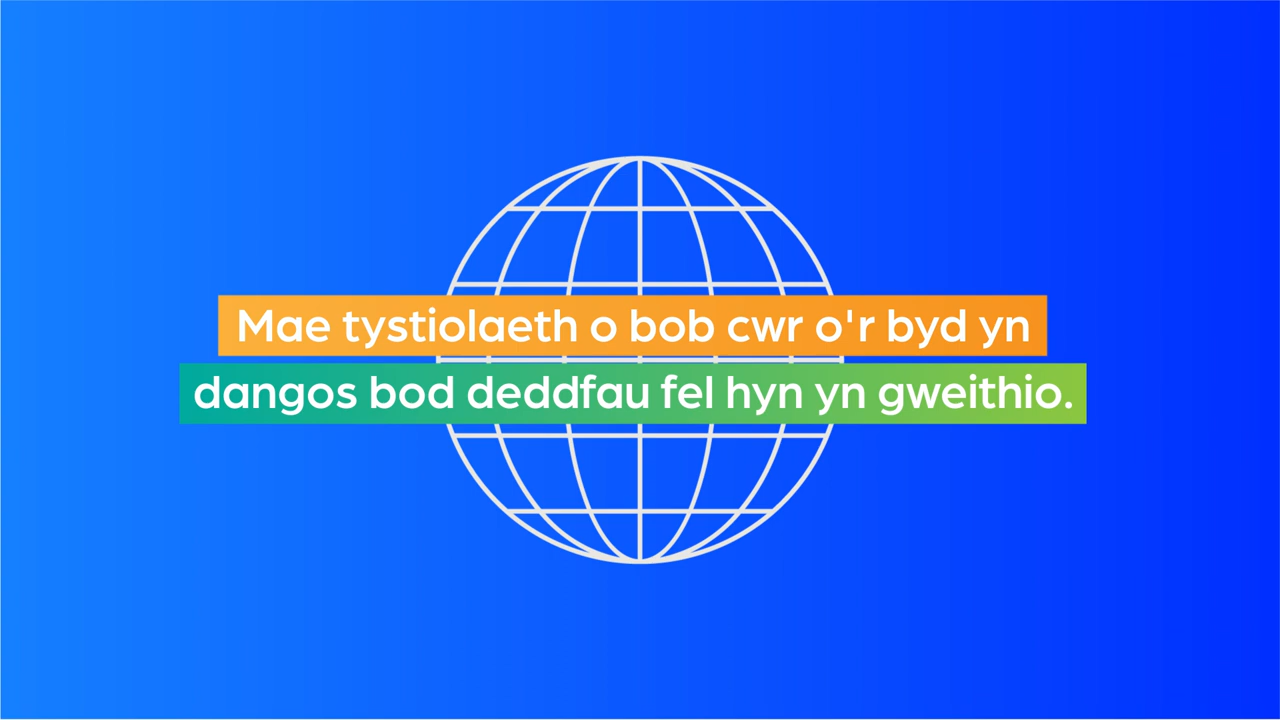 Mae tystiolaeth o bob cwr o'r byd yn
dangos bod deddfau fel hyn yn gweithio.